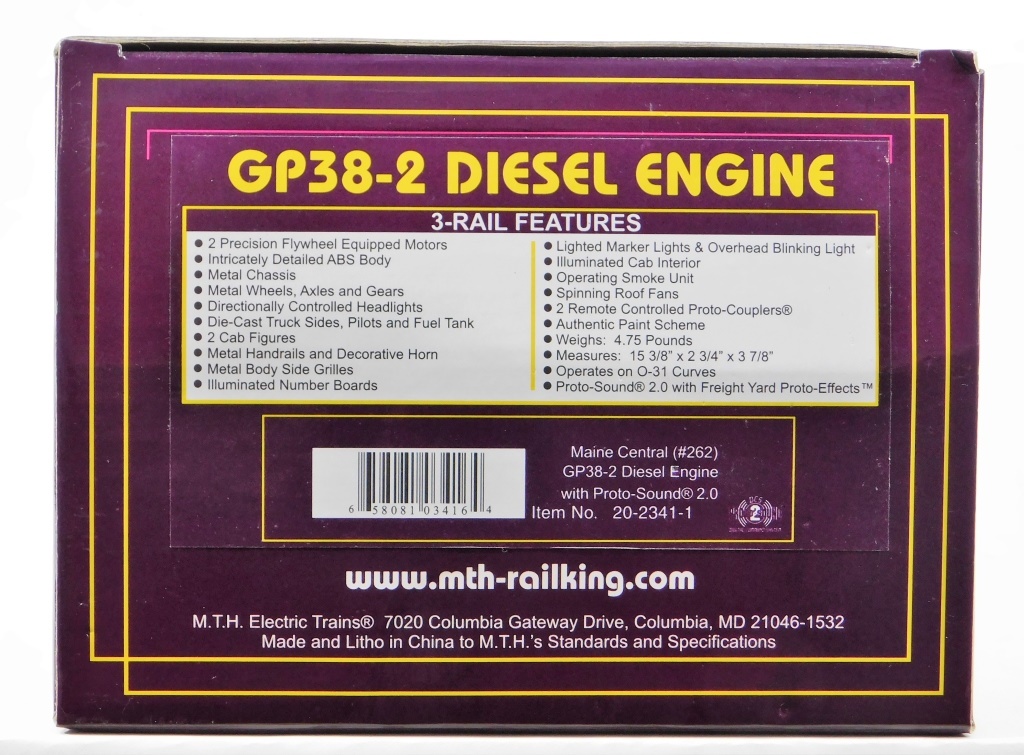 GP38-2 DIESEL ENGINE
3-RAIL FEATURES
● 2 Precision Flywheel Equipped Motors
● Intricately Detailed ABS Body
● Metal Chassis
● Metal Wheels, Axles and Gears
● Directionally Controlled Headlights
● Die-Cast Truck Sides, Pilots and Fuel Tank
● 2 Cab Figures
● Metal Handrails and Decorative Horn
● Metal Body Side Grilles
● Illuminated Number Boards
● Lighted Marker Lights & Overhead Blinking Light
● Illuminated Cab Interior
● Operating Smoke Unit
● Spinning Roof Fans
● 2 Remote Controlled Proto-Couplers®
● Authentic Paint Scheme
● Weighs: 4.75 Pounds
● Measures: 15 3/8” x 2 3/4” x 3 7/8”
● Operates on O-31 Curves
● Proto-Sound® 2.0 with Freight Yard Proto-Effects™
6 58081 03416 4
Maine Central (#262)
GP38-2 Diesel Engine
with Proto-Sound® 2.0
Item No. 20-2341-1
DCS
2
www.mth-railking.com
M.T.H. Electric Trains® 7020 Columbia Gateway Drive, Columbia, MD 21046-1532
Made and Litho in China to M.T.H.'s Standards and Specifications